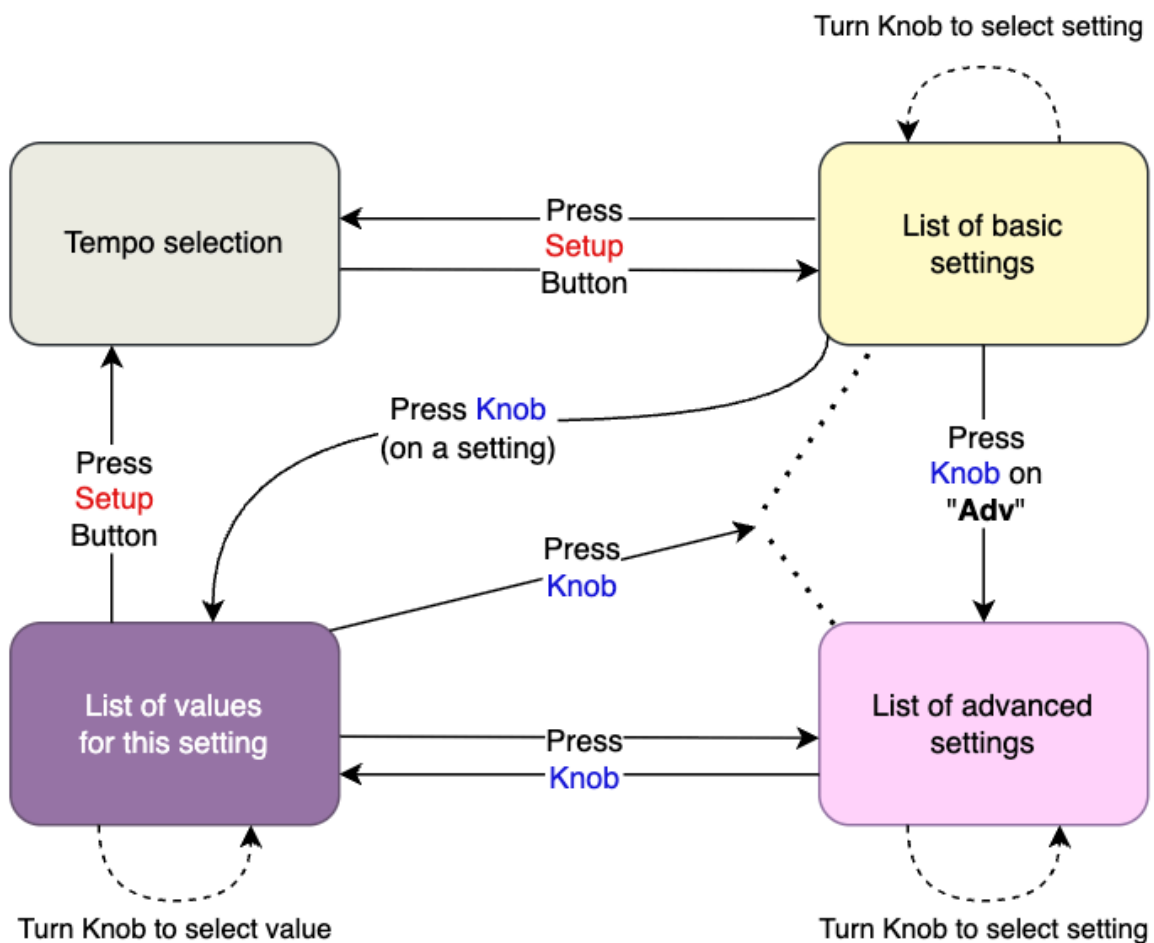 Turn Knob to select setting
Tempo selection
Press
Setup
Button
List of basic
settings
Press Knob
(on a setting)
Press
Knob on
"Adv"
Press
Setup
Button
Press
Knob
List of values
for this setting
Press
Knob
List of advanced
settings
Turn Knob to select value
Turn Knob to select setting